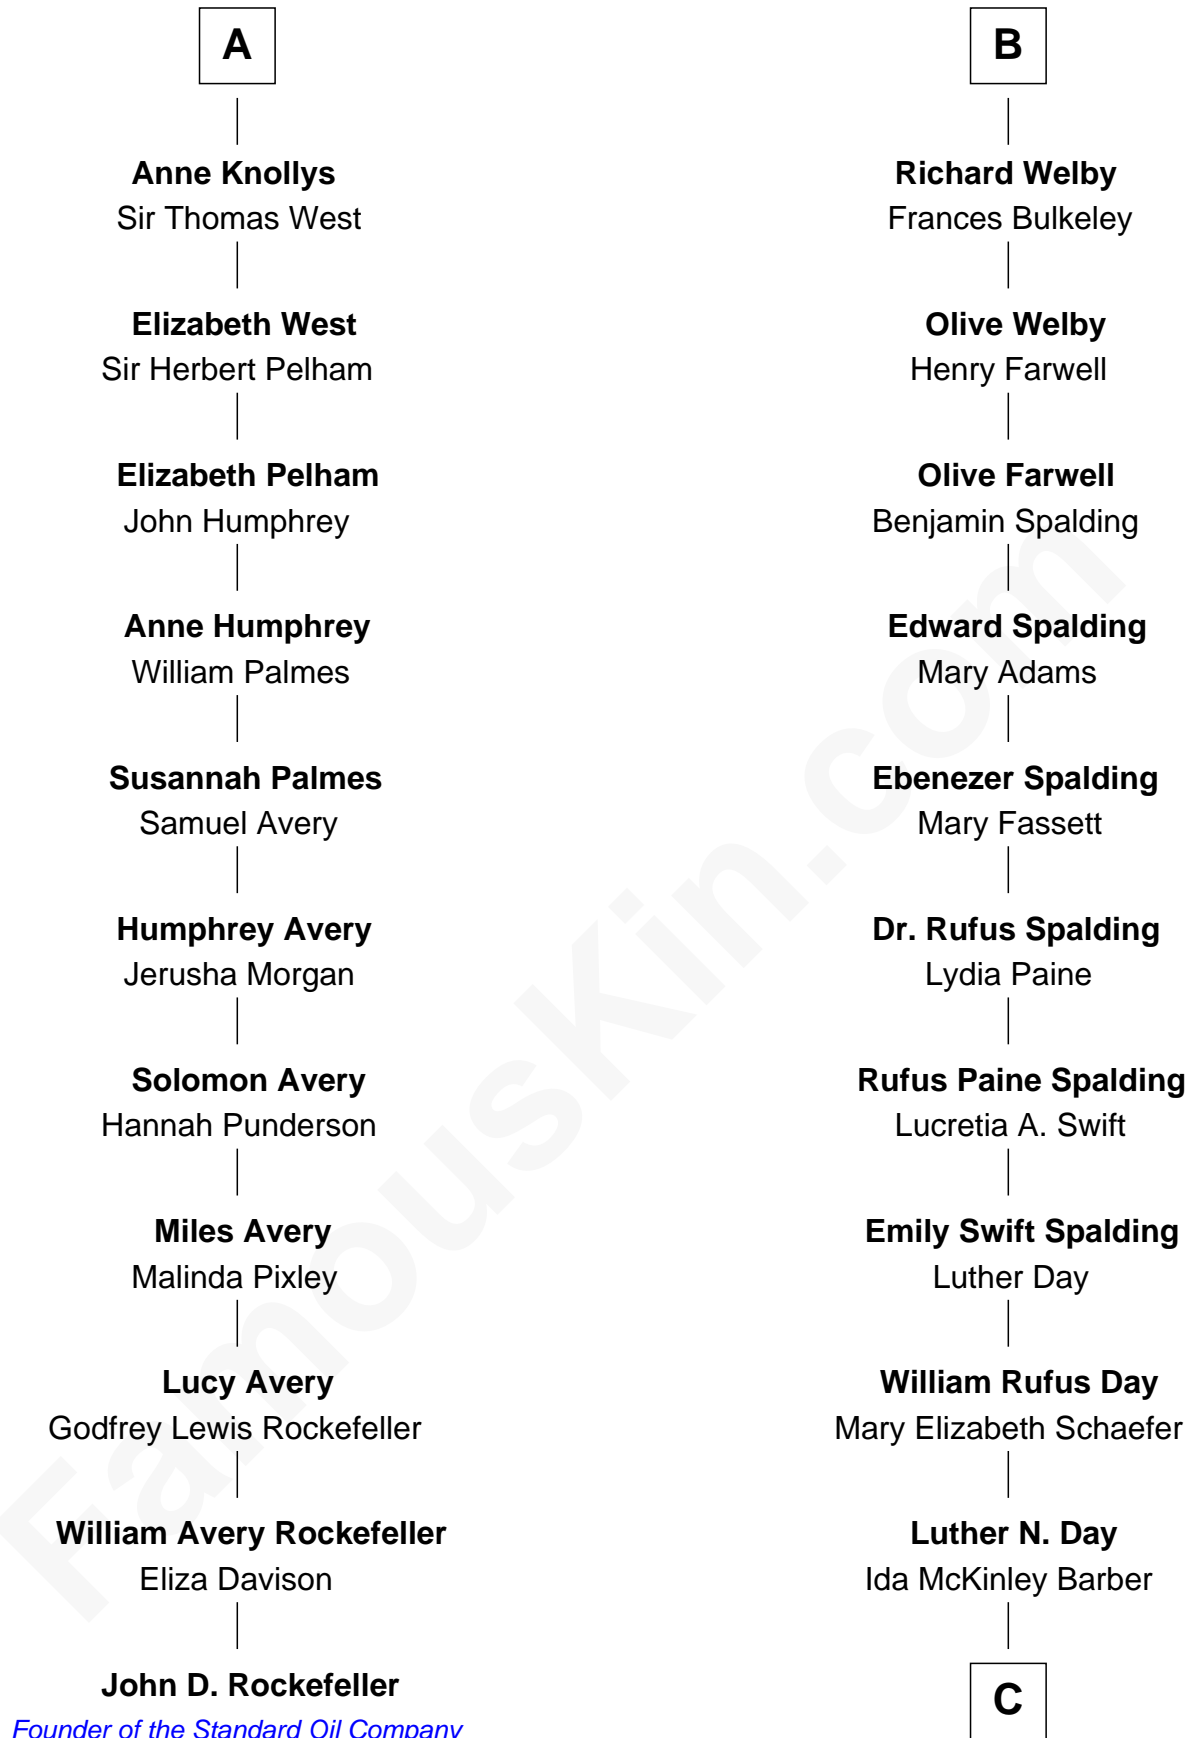 A
Anne Knollys
Sir Thomas West
Elizabeth West
Sir Herbert Pelham
Elizabeth Pelham
John Humphrey
Anne Humphrey
William Palmes
Susannah Palmes
Samuel Avery
Humphrey Avery
Jerusha Morgan
Solomon Avery
Hannah Punderson
Miles Avery
Malinda Pixley
Lucy Avery
Godfrey Lewis Rockefeller
William Avery Rockefeller
Eliza Davison
John D. Rockefeller
Founder of the Standard Oil Company
B
Richard Welby
Frances Bulkeley
Olive Welby
Henry Farwell
Olive Farwell
Benjamin Spalding
Edward Spalding
Mary Adams
Ebenezer Spalding
Mary Fassett
Dr. Rufus Spalding
Lydia Paine
Rufus Paine Spalding
Lucretia A. Swift
Emily Swift Spalding
Luther Day
William Rufus Day
Mary Elizabeth Schaefer
Luther N. Day
Ida McKinley Barber
C
FamousKin.com